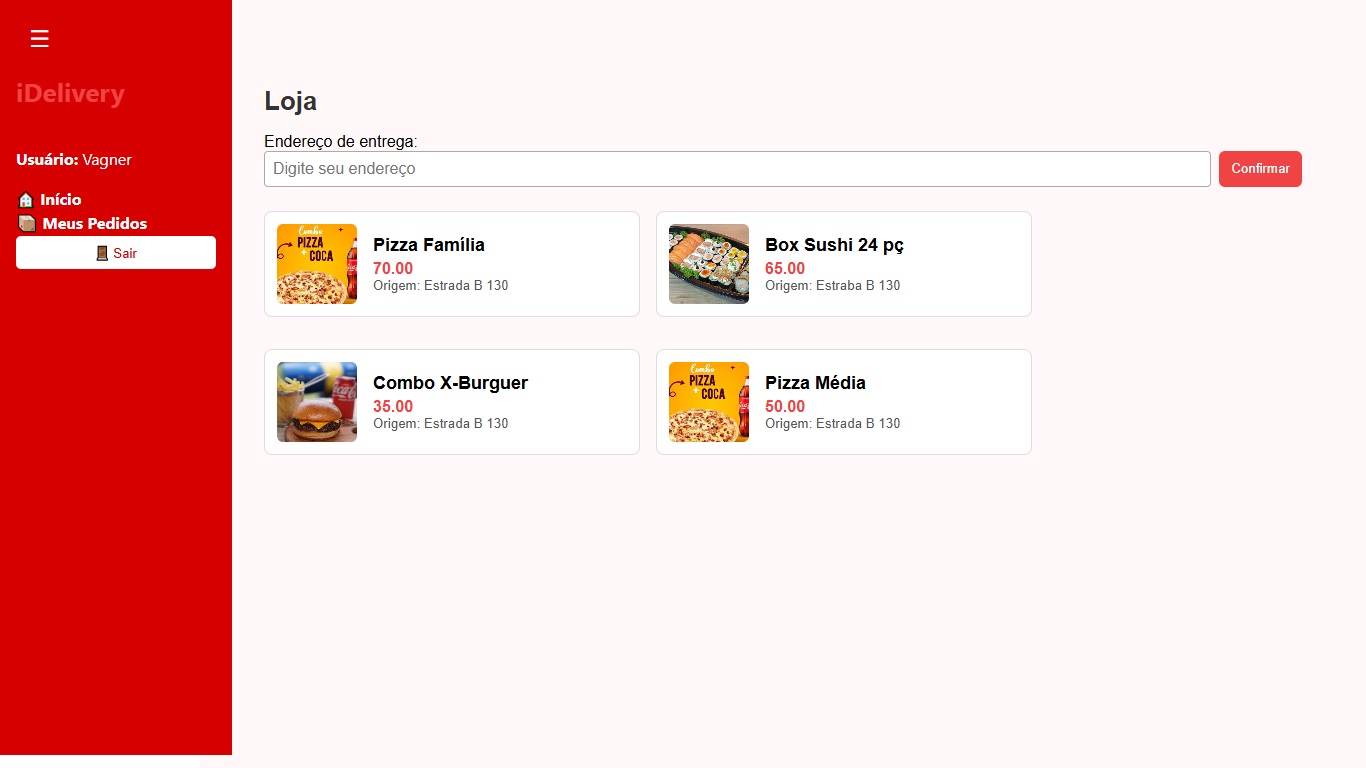 ☰
iDelivery
Usuário: Vagner
🏠 Início
📦 Meus Pedidos
🚪 Sair
Loja
Endereço de entrega:
Digite seu endereço
Confirmar
Combo
PIZZA
+
COCA
Pizza Família
70.00
Origem: Estrada B 130
Box Sushi 24 pç
65.00
Origem: Estraba B 130
Combo X-Burguer
35.00
Origem: Estrada B 130
Combo
PIZZA
+
COCA
Pizza Média
50.00
Origem: Estrada B 130